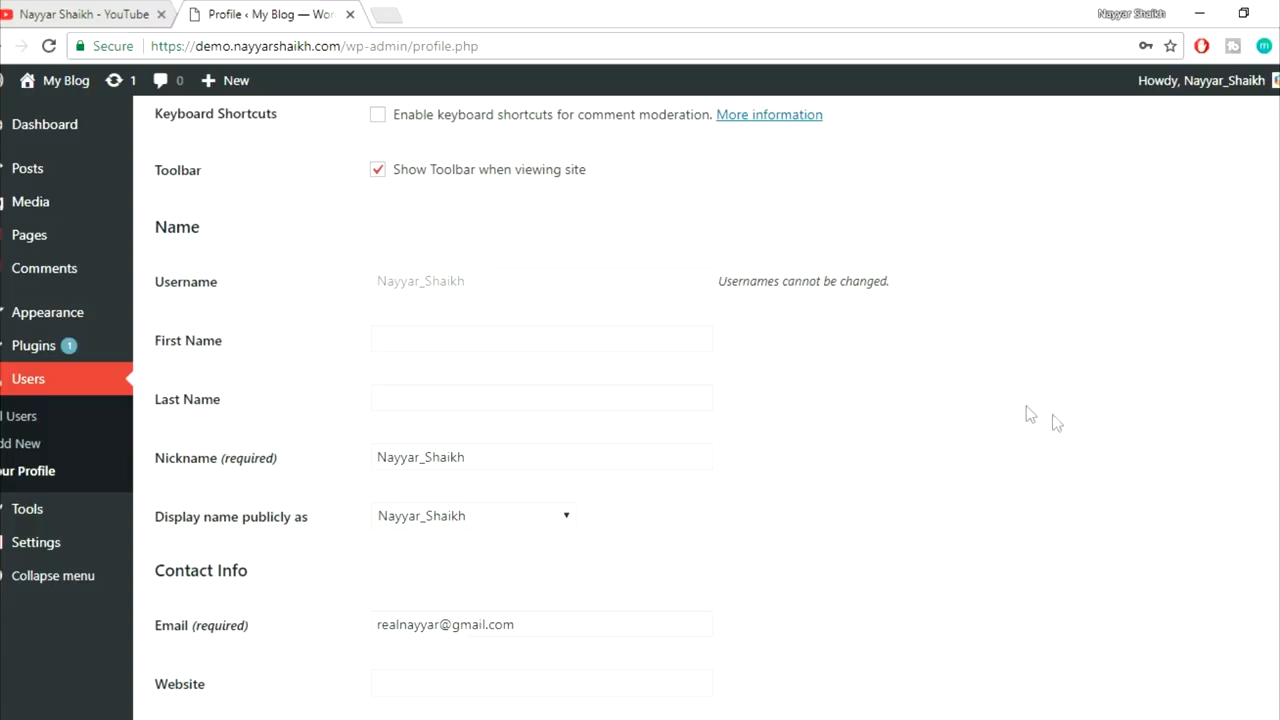 Nayyar Shaikh - YouTube
Profile ‹ My Blog — Wor
Nayyar Shaikh
Secure
https://demo.nayyarshaikh.com/wp-admin/profile.php
My Blog
1
0
New
Howdy, Nayyar_Shaikh
Dashboard
Posts
Media
Pages
Comments
Appearance
Plugins 1
Users
l Users
dd New
our Profile
Tools
Settings
Collapse menu
Keyboard Shortcuts
Enable keyboard shortcuts for comment moderation. More information
Toolbar
Show Toolbar when viewing site
Name
Username
Nayyar_Shaikh
Usernames cannot be changed.
First Name
Last Name
Nickname (required)
Nayyar_Shaikh
Display name publicly as
Nayyar_Shaikh
Contact Info
Email (required)
realnayyar@gmail.com
Website